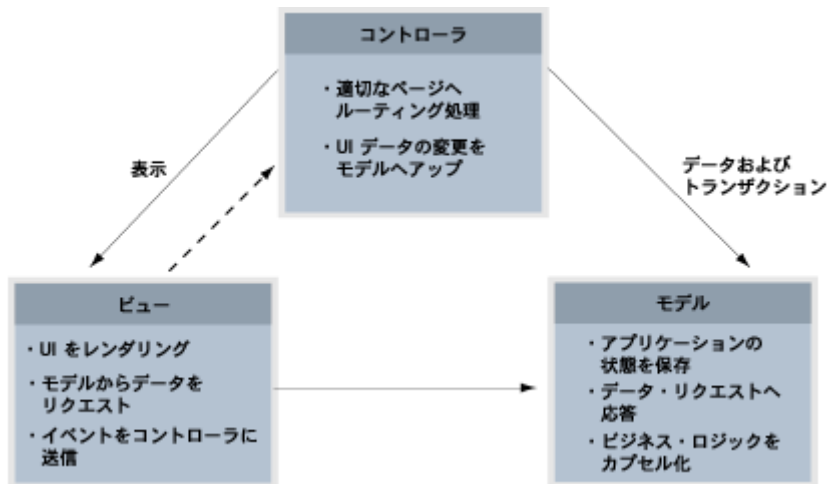 コントローラ
・適切なページへ
ルーティング処理
・UI データの変更を
モデルへアップ
表示
データおよび
トランザクション
ビュー
・UI をレンダリング
・モデルからデータを
リクエスト
・イベントをコントローラに
送信
モデル
・アプリケーションの
状態を保存
・データ・リクエストへ
応答
・ビジネス・ロジックを
カプセル化